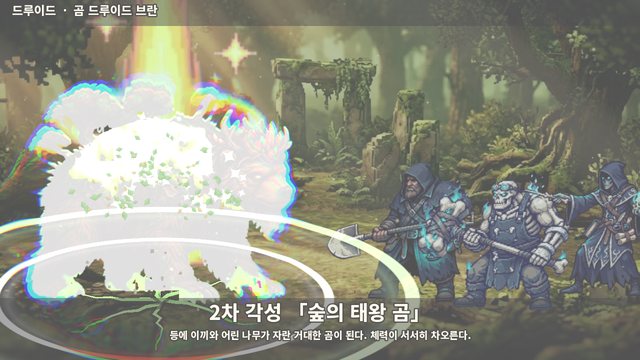 드루이드 · 곰 드루이드 브란
2차 각성 「숲의 태왕 곰」
등에 이끼와 어린 나무가 자란 거대한 곰이 된다. 체력이 서서히 차오른다.